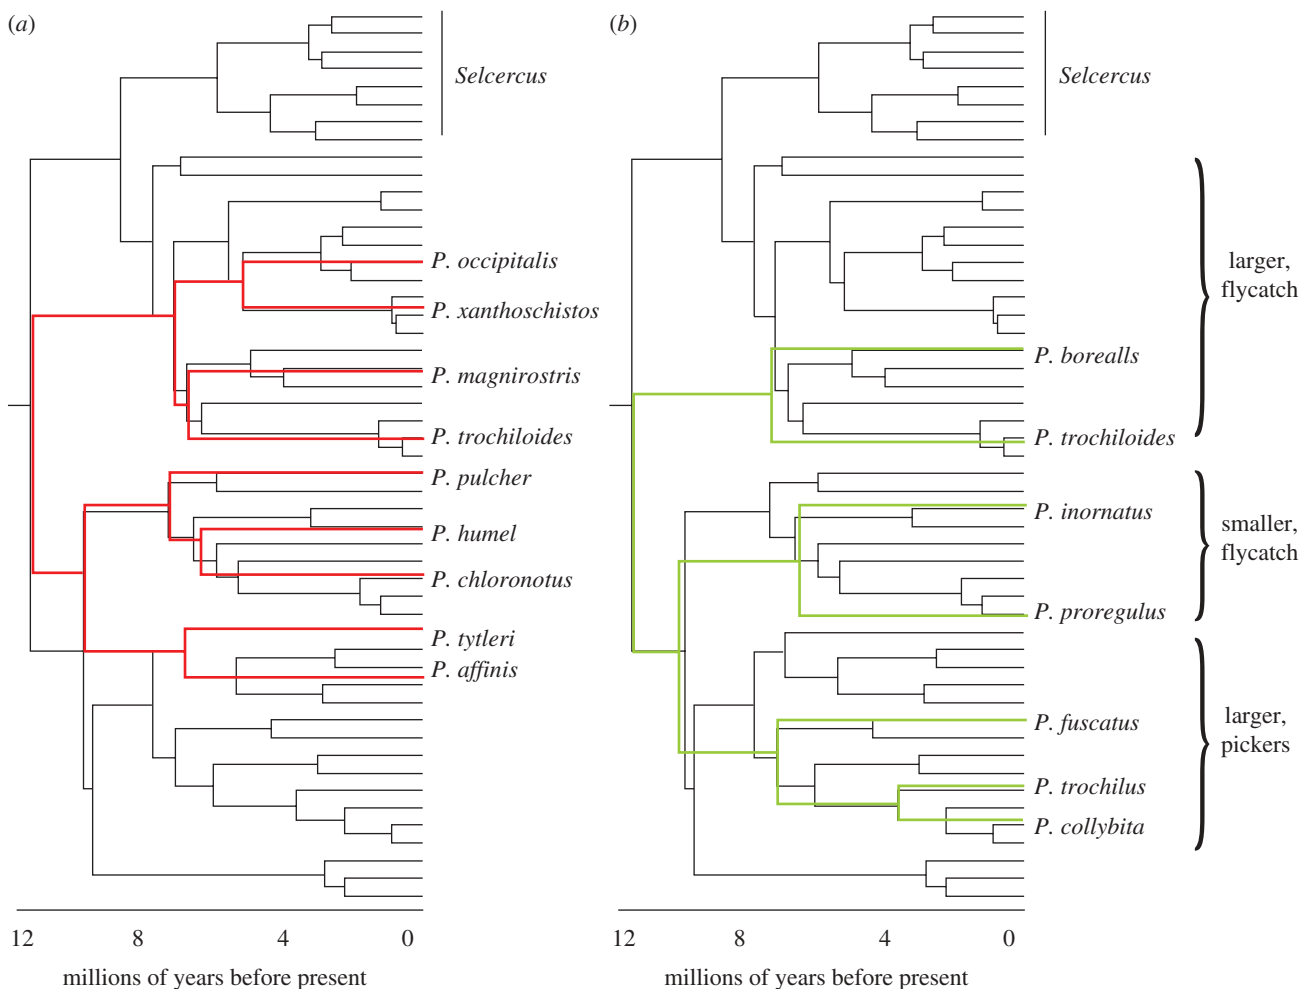 (a)
Selcercus
P. occipitalis
P. xanthoschistos
P. magnirostris
P. trochiloides
P. pulcher
P. humel
P. chloronotus
P. tytleri
P. affinis
12 8 4 0
millions of years before present
(b)
Selcercus
larger,
flycatch
P. borealls
P. trochiloides
P. inornatus
smaller,
flycatch
P. proregulus
P. fuscatus
larger,
pickers
P. trochilus
P. collybita
12 8 4 0
millions of years before present